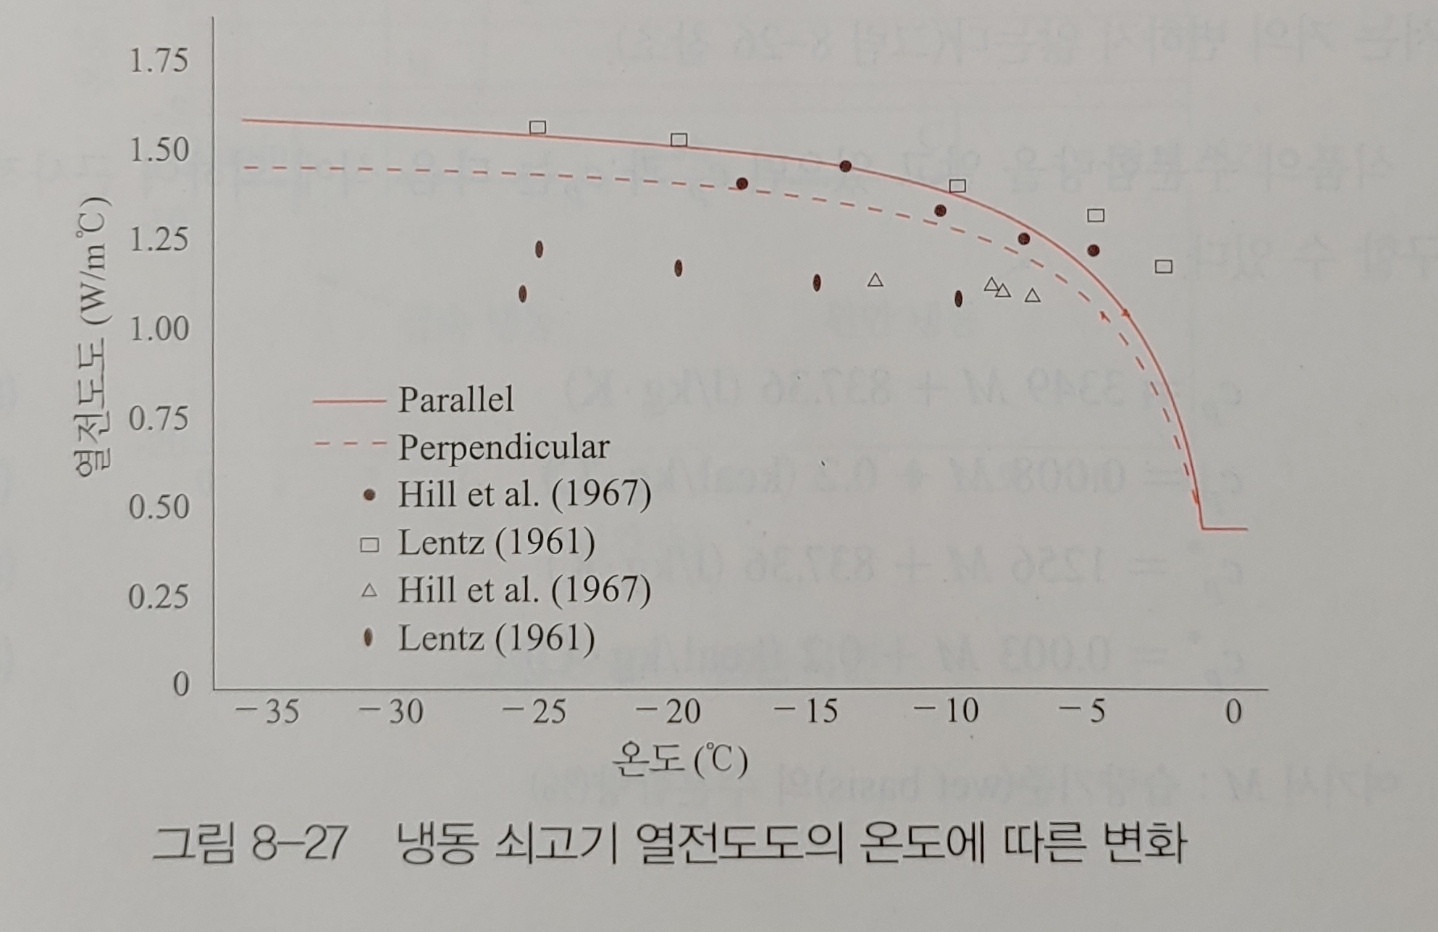 1.75
1.50
1.25
1.00
0.75
0.50
0.25
0
열전도도 (W/m℃)
Parallel
Perpendicular
Hill et al. (1967)
Lentz (1961)
Hill et al. (1967)
Lentz (1961)
-35 -30 -25 -20 -15 -10 -5 0
온도(℃)
그림 8-27 냉동 쇠고기 열전도도의 온도에 따른 변화